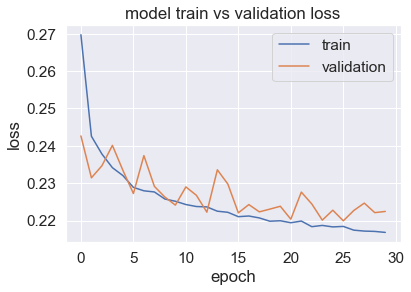 model train vs validation loss
0.27
0.26
0.25
0.24
0.23
0.22
loss
train
validation
0 5 10 15 20 25 30
epoch